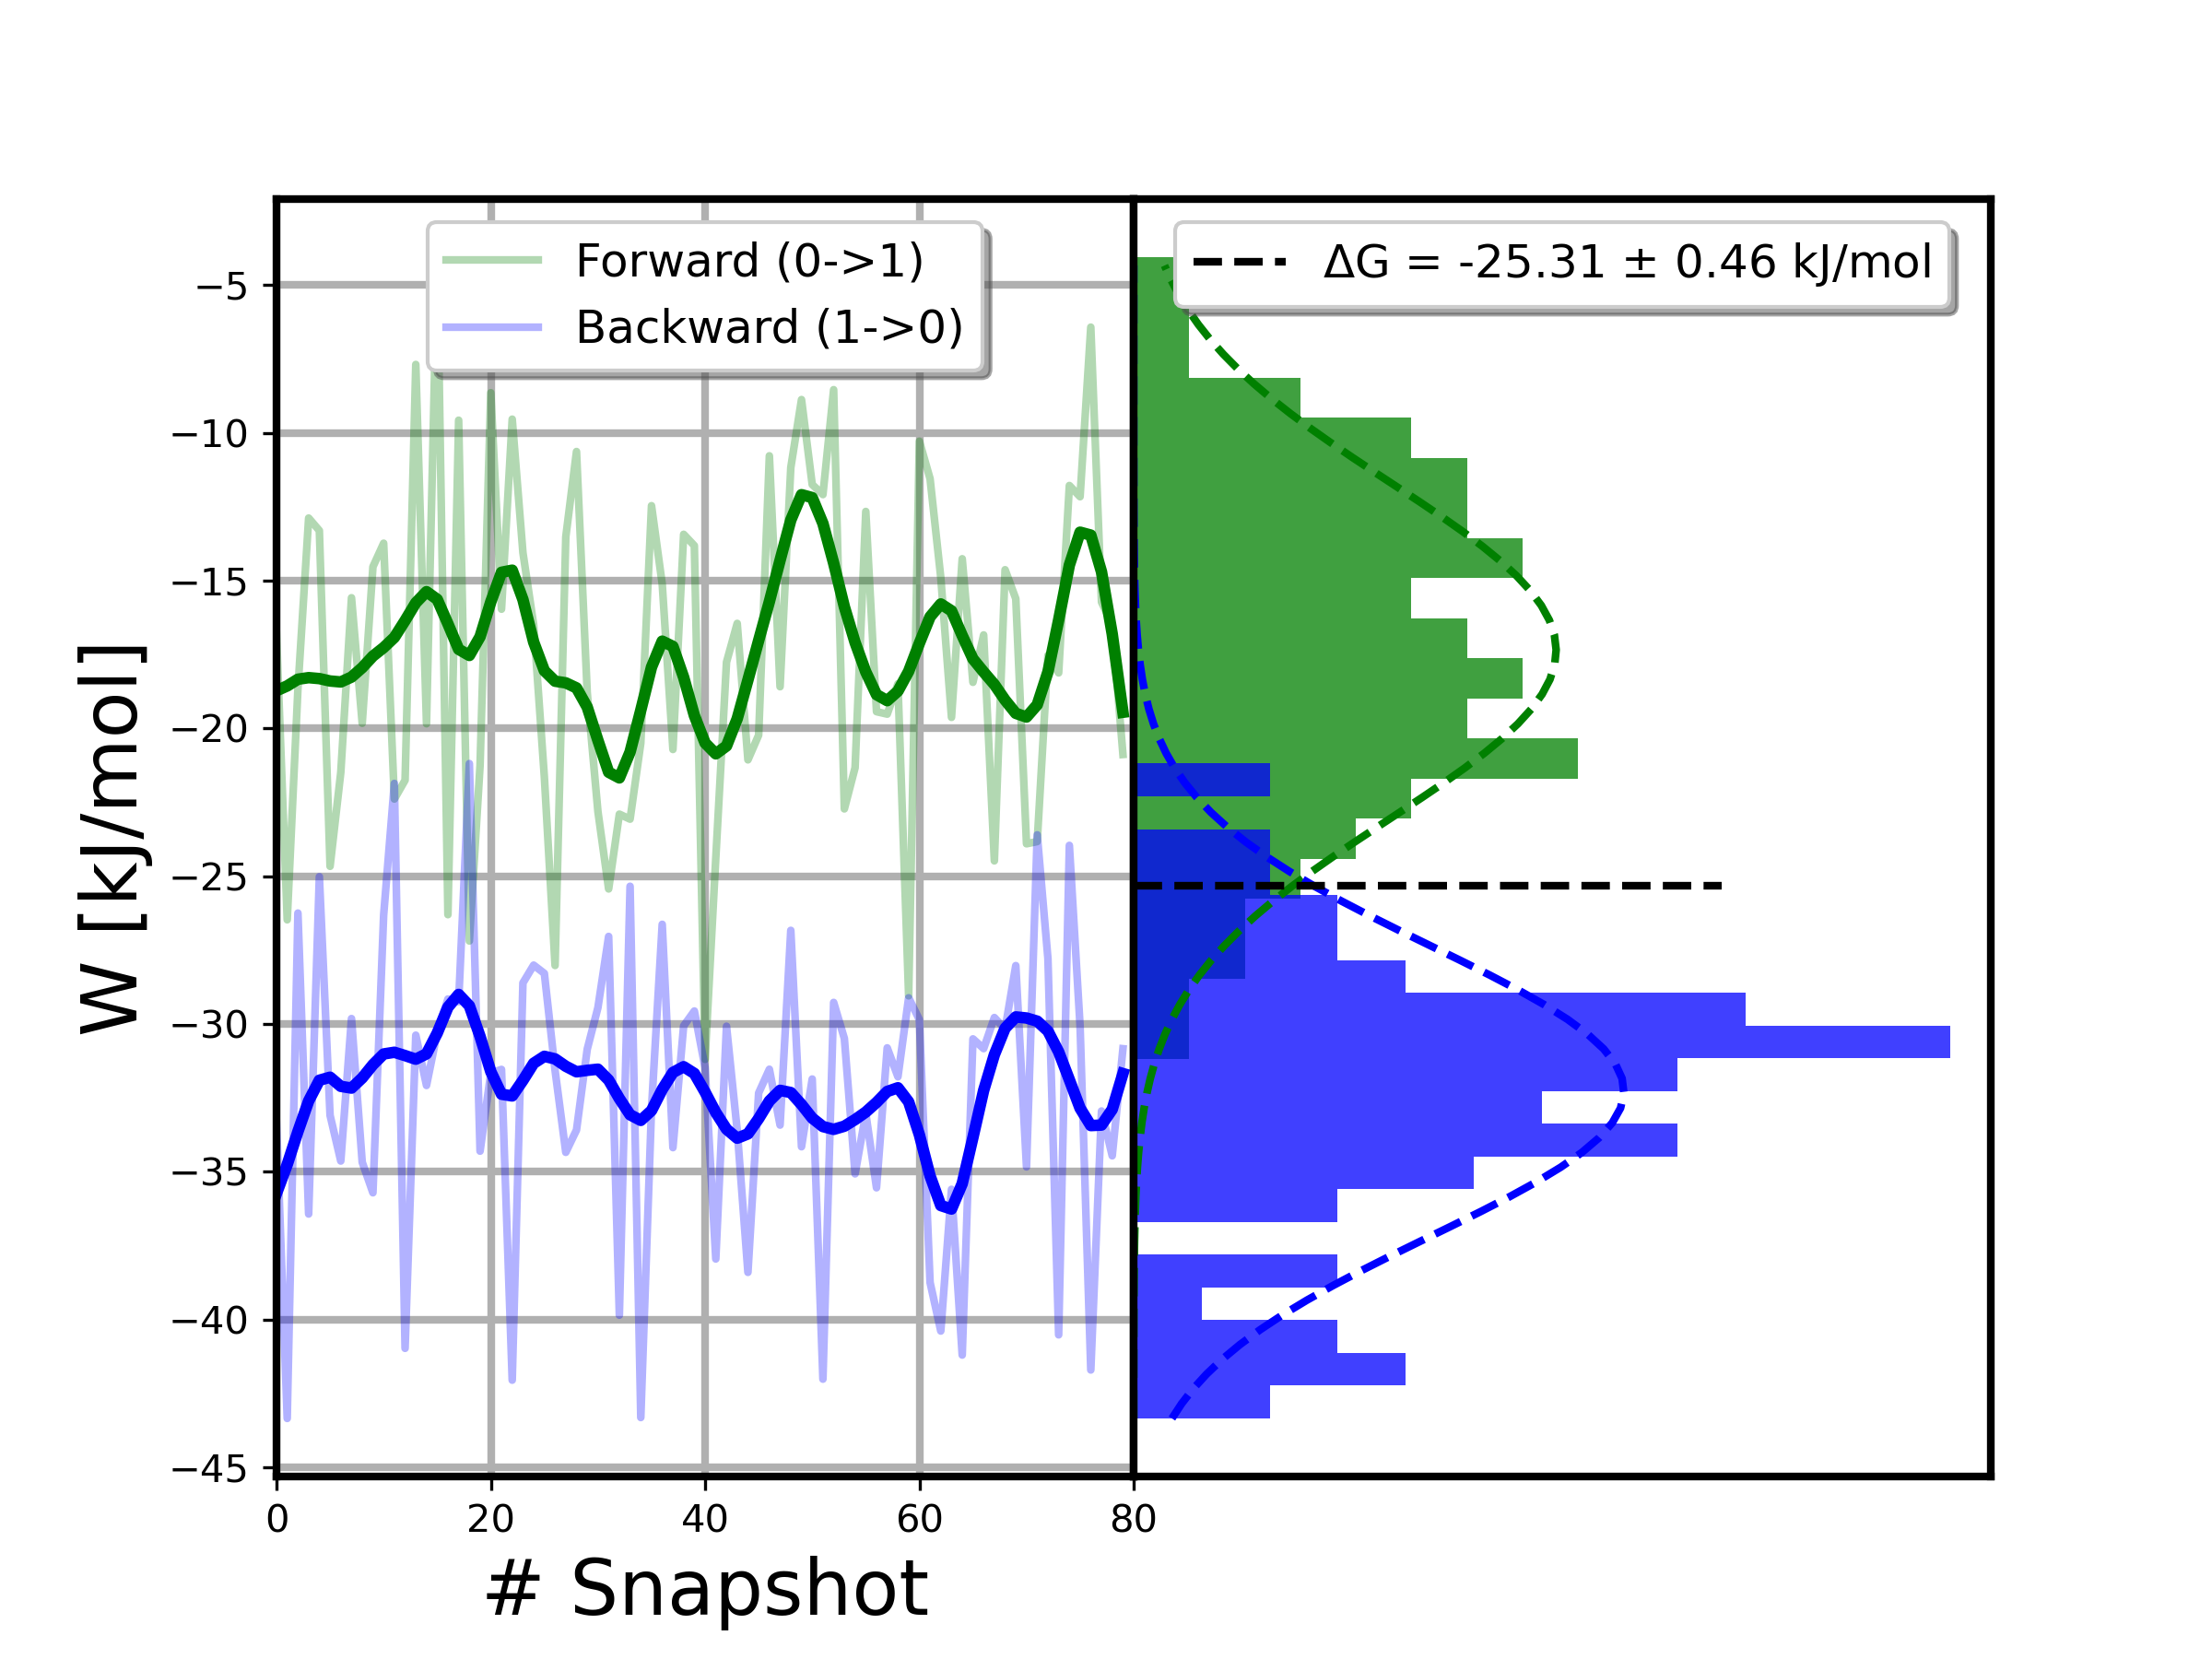 Forward (0->1)
Backward (1->0)
ΔG = -25.31 ± 0.46 kJ/mol
W [kJ/mol]
−5
−10
−15
−20
−25
−30
−35
−40
−45
0 20 40 60 80
# Snapshot